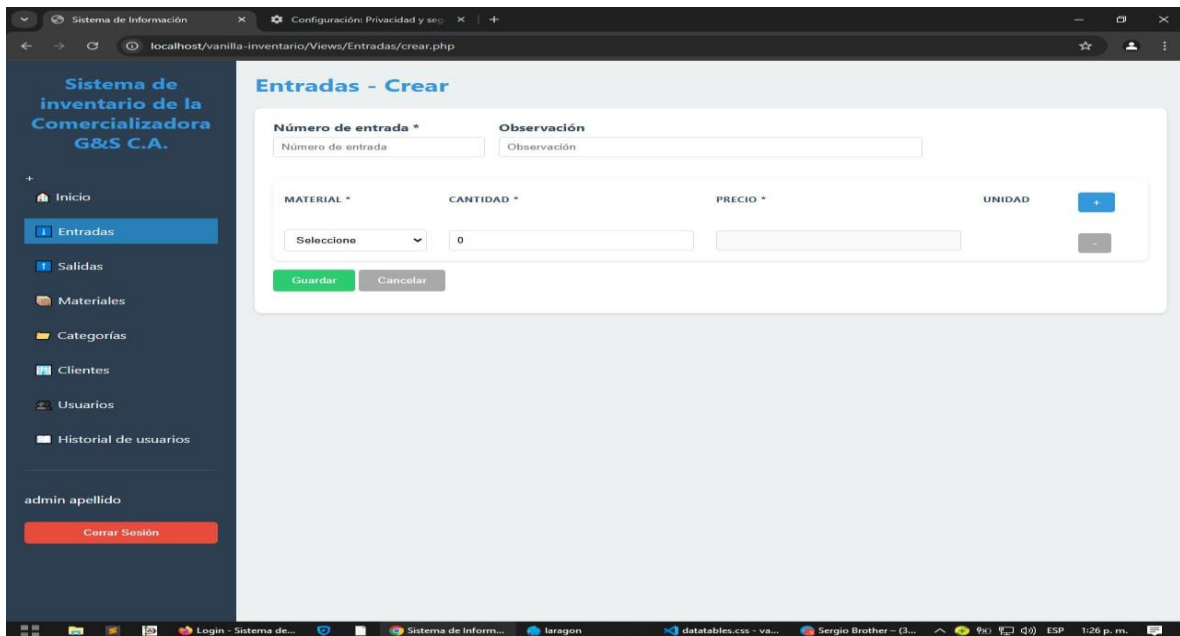 Sistema de Información
Configuración: Privacidad y seg
localhost/vanilla-inventario/Views/Entradas/crear.php
Sistema de
inventario de la
Comercializadora
G&S C.A.
+
Inicio
Entradas
Salidas
Materiales
Categorías
Clientes
Usuarios
Historial de usuarios
admin apellido
Cerrar Sesión
Entradas - Crear
Número de entrada * Observación
Número de entrada Observación
MATERIAL * CANTIDAD * PRECIO * UNIDAD +
Seleccione 0 -
Guardar Cancelar
Login - Sistema de... Sistema de Inform... laragon datatables.css - va... Sergio Brother – (3... ESP 1:26 p. m.